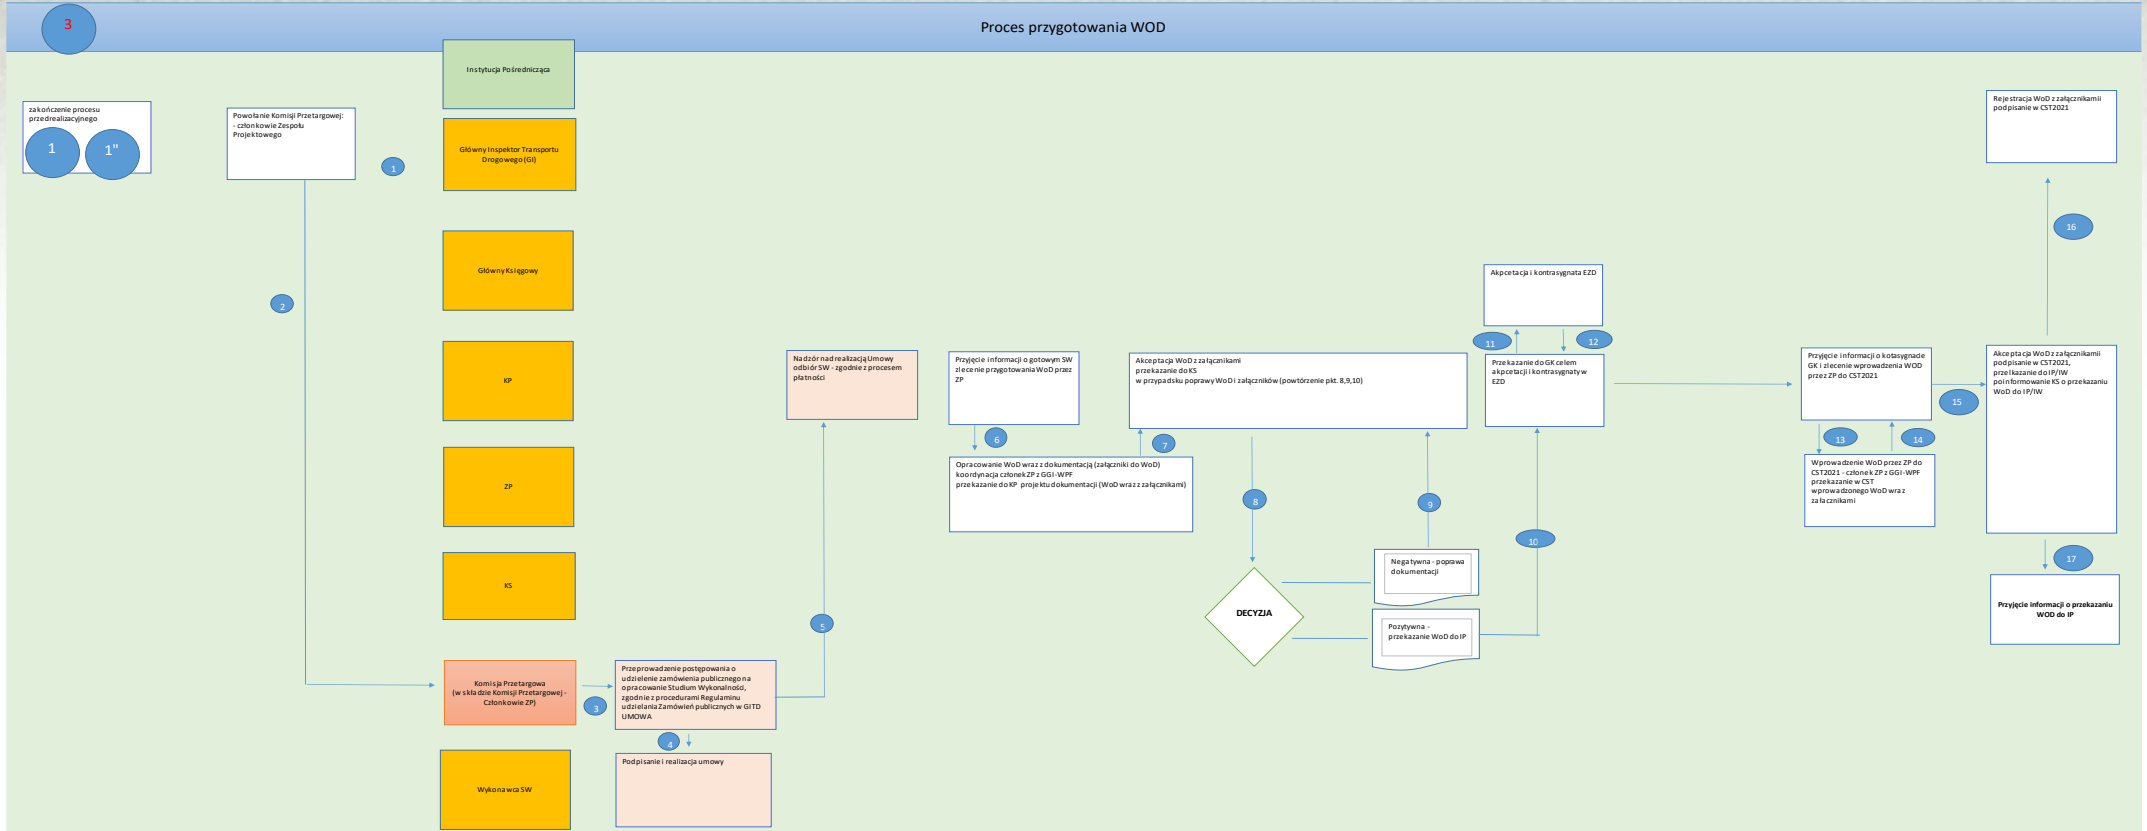 3
Proces przygotowania WOD
Instytucja Pośrednicząca
zakończenie procesu
przedrealizacyjnego
1
1"
Powołanie Komisji Przetargowej:
- członkowie Zespołu
Projektowego
1
Główny Inspektor Transportu
Drogowego (GI)
Rejestracja WoD z załącznikamii
podpisanie w CST2021
16
Główny Księgowy
2
Akpcetacja i kontrasygnata EZD
11
12
KP
Nadzór nad realizacją Umowy
odbiór SW - zgodnie z procesem
płatności
Przyjęcie informacji o gotowym SW
zlecenie przygotowania WoD przez
ZP
Akceptacja WoD z załącznikami
przekazanie do KS
w przypadsku poprawy WoD i załączników (powtórzenie pkt. 8,9,10)
Przekazanie do GK celem
akpcetacji i kontrasygnaty w
EZD
Przyjęcie informacji o kotasygnacie
GK i zlecenie wprowadzenia WOD
przez ZP do CST2021
15
Akceptacja WoD z załącznikamii
podpisanie w CST2021,
przelkazanie do IP/IW
poinformowanie KS o przekazaniu
WoD do IP/IW
6
7
13
14
ZP
Opracowanie WoD wraz z dokumentacją (załączniki do WoD)
koordynacja członek ZP z GGI-WPF
przekazanie do KP projektu dokumentacji (WoD wraz z załącznikami)
8
9
10
Wprowadzenie WoD przez ZP do
CST2021 - członek ZP z GGI-WPF
przekazanie w CST
wprowadzonego WoD wraz z
załacznikami
17
KS
5
DECYZJA
Negatywna - poprawa
dokumentacji
Pozytywna -
przekazanie WoD do IP
Przyjęcie informacji o przekazaniu
WOD do IP
Komisja Przetargowa
(w składzie Komisji Przetargowej -
Członkowie ZP)
3
Przeprowadzenie postępowania o
udzielenie zamówienia publicznego na
opracowanie Studium Wykonalności,
zgodnie z procedurami Regulaminu
udzielania Zamówień publicznych w GITD
UMOWA
4
Wykonawca SW
Podpisanie i realizacja umowy